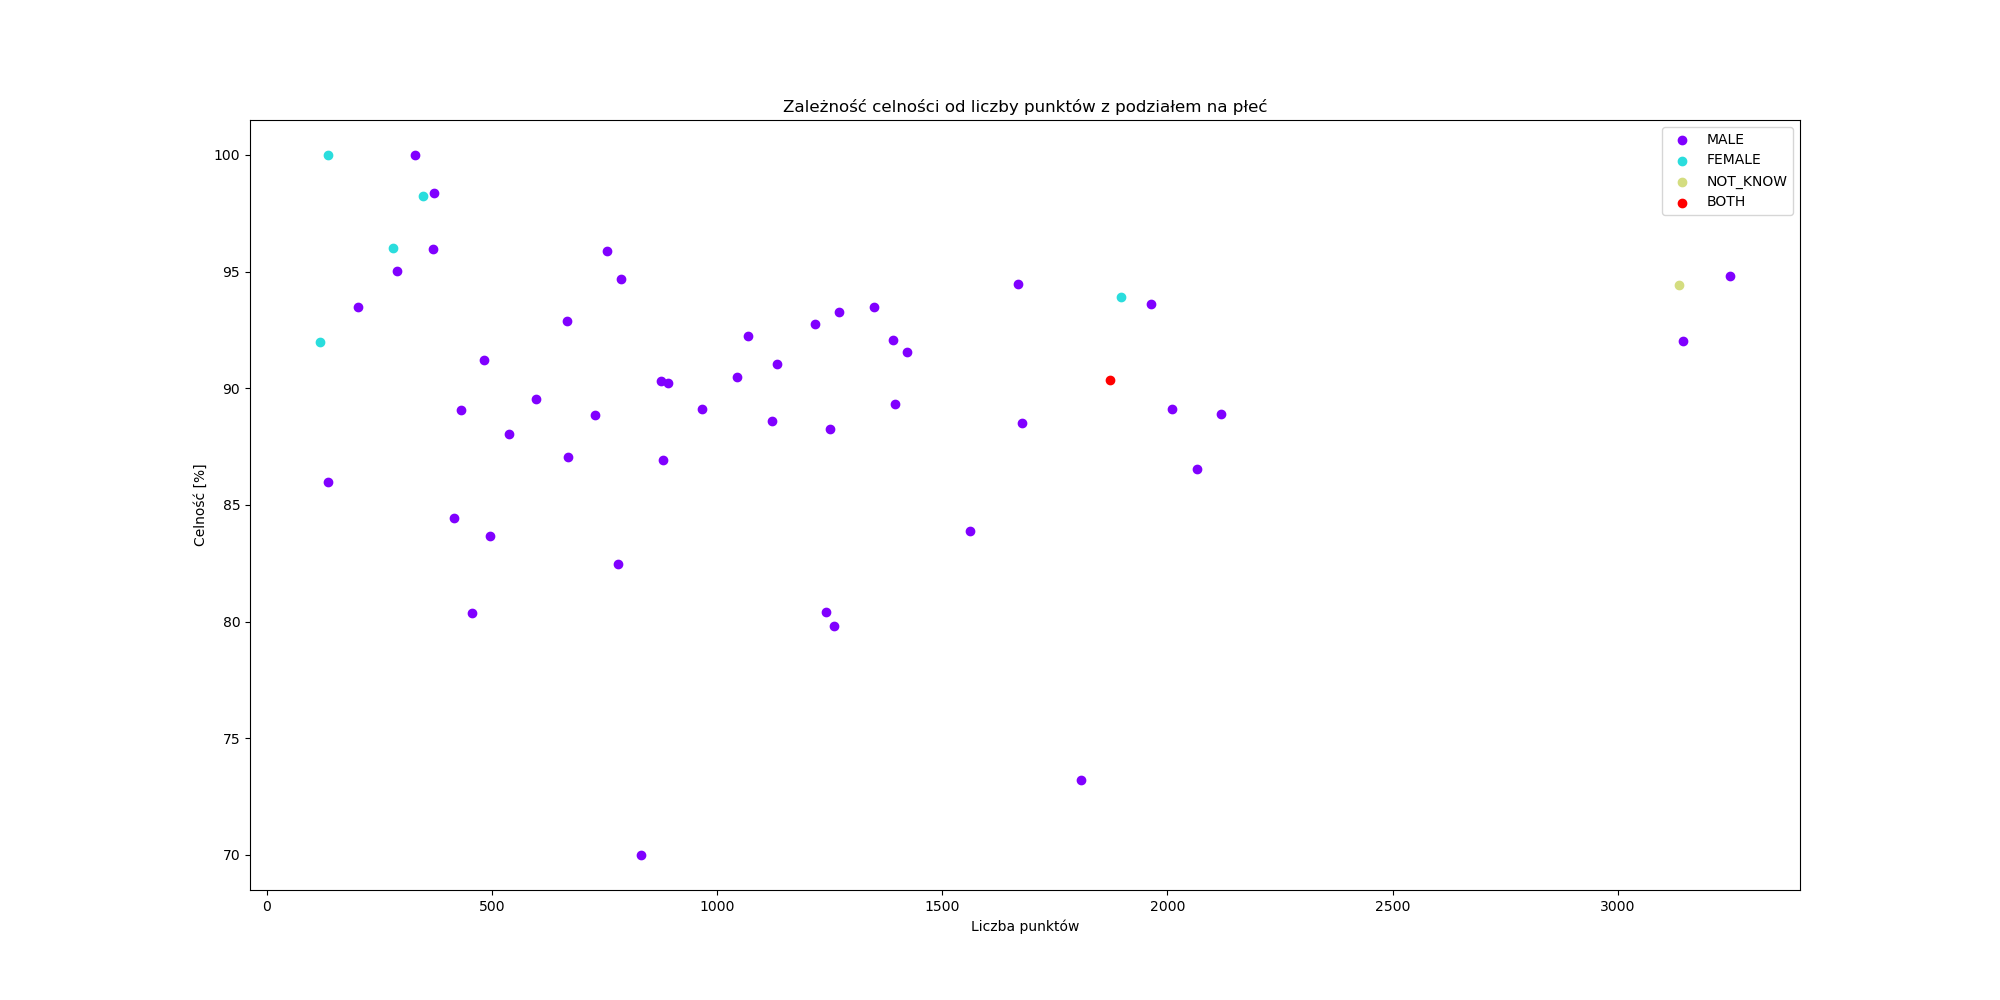 Zależność celności od liczby punktów z podziałem na płeć
MALE
FEMALE
NOT_KNOW
BOTH
100
95
90
85
80
75
70
Celność [%]
0 500 1000 1500 2000 2500 3000
Liczba punktów